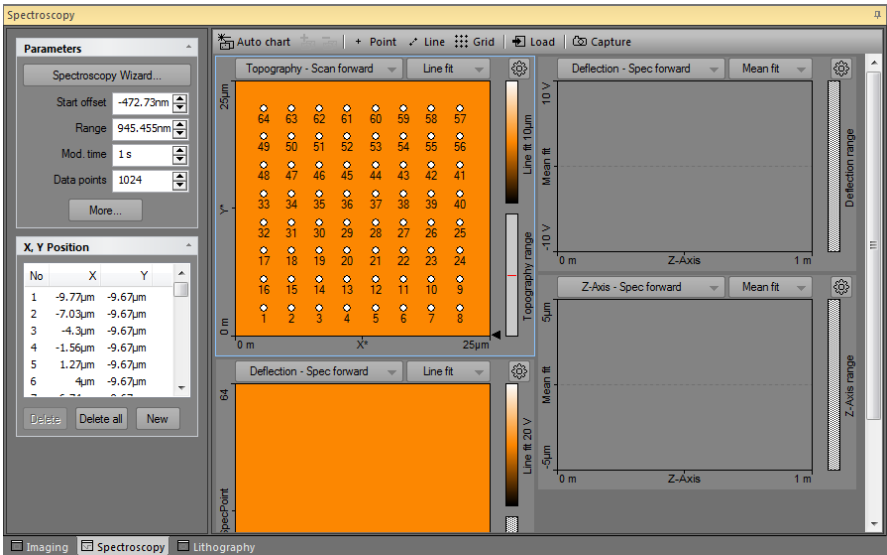 Spectroscopy
Parameters
Spectroscopy Wizard...
Start offset -472.73nm
Range 945.455nm
Mod. time 1 s
Data points 1024
More...
X, Y Position
No X Y
1 -9.77µm -9.67µm
2 -7.03µm -9.67µm
3 -4.3µm -9.67µm
4 -1.56µm -9.67µm
5 1.27µm -9.67µm
6 4µm -9.67µm
Delete Delete all New
Auto chart + Point Line Grid Load Capture
Topography - Scan forward Line fit
25µm
Y*
0 m
64 63 62 61 60 59 58 57
49 50 51 52 53 54 55 56
48 47 46 45 44 43 42 41
33 34 35 36 37 38 39 40
32 31 30 29 28 27 26 25
17 18 19 20 21 22 23 24
16 15 14 13 12 11 10 9
1 2 3 4 5 6 7 8
0 m X* 25µm
Line fit 10µm
Topography range
Deflection - Spec forward Line fit
64
SpecPoint
Line fit 20 V
Deflection - Spec forward Mean fit
10 V
Mean fit
-10 V
0 m Z-Axis 1 m
Deflection range
Z-Axis - Spec forward Mean fit
5µm
Mean fit
-5µm
0 m Z-Axis 1 m
Z-Axis range
Imaging Spectroscopy Lithography